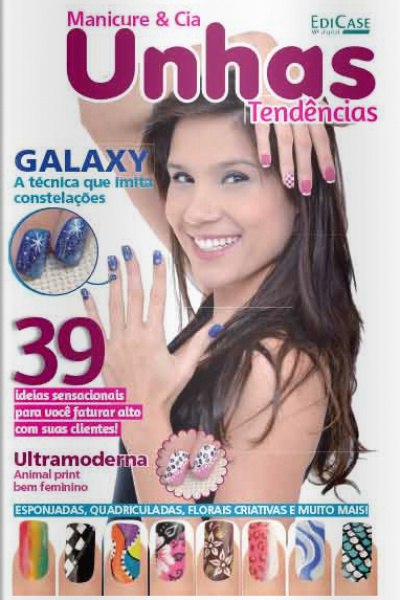 Manicure & Cia
EDICASE
Unhas
Tendências
GALAXY
A técnica que imita
constelações
39
ideias sensacionais
para você faturar alto
com suas clientes!
Ultramoderna
Animal print
bem feminino
ESPONJADAS, QUADRICULADAS, FLORAIS CRIATIVAS E MUITO MAIS!